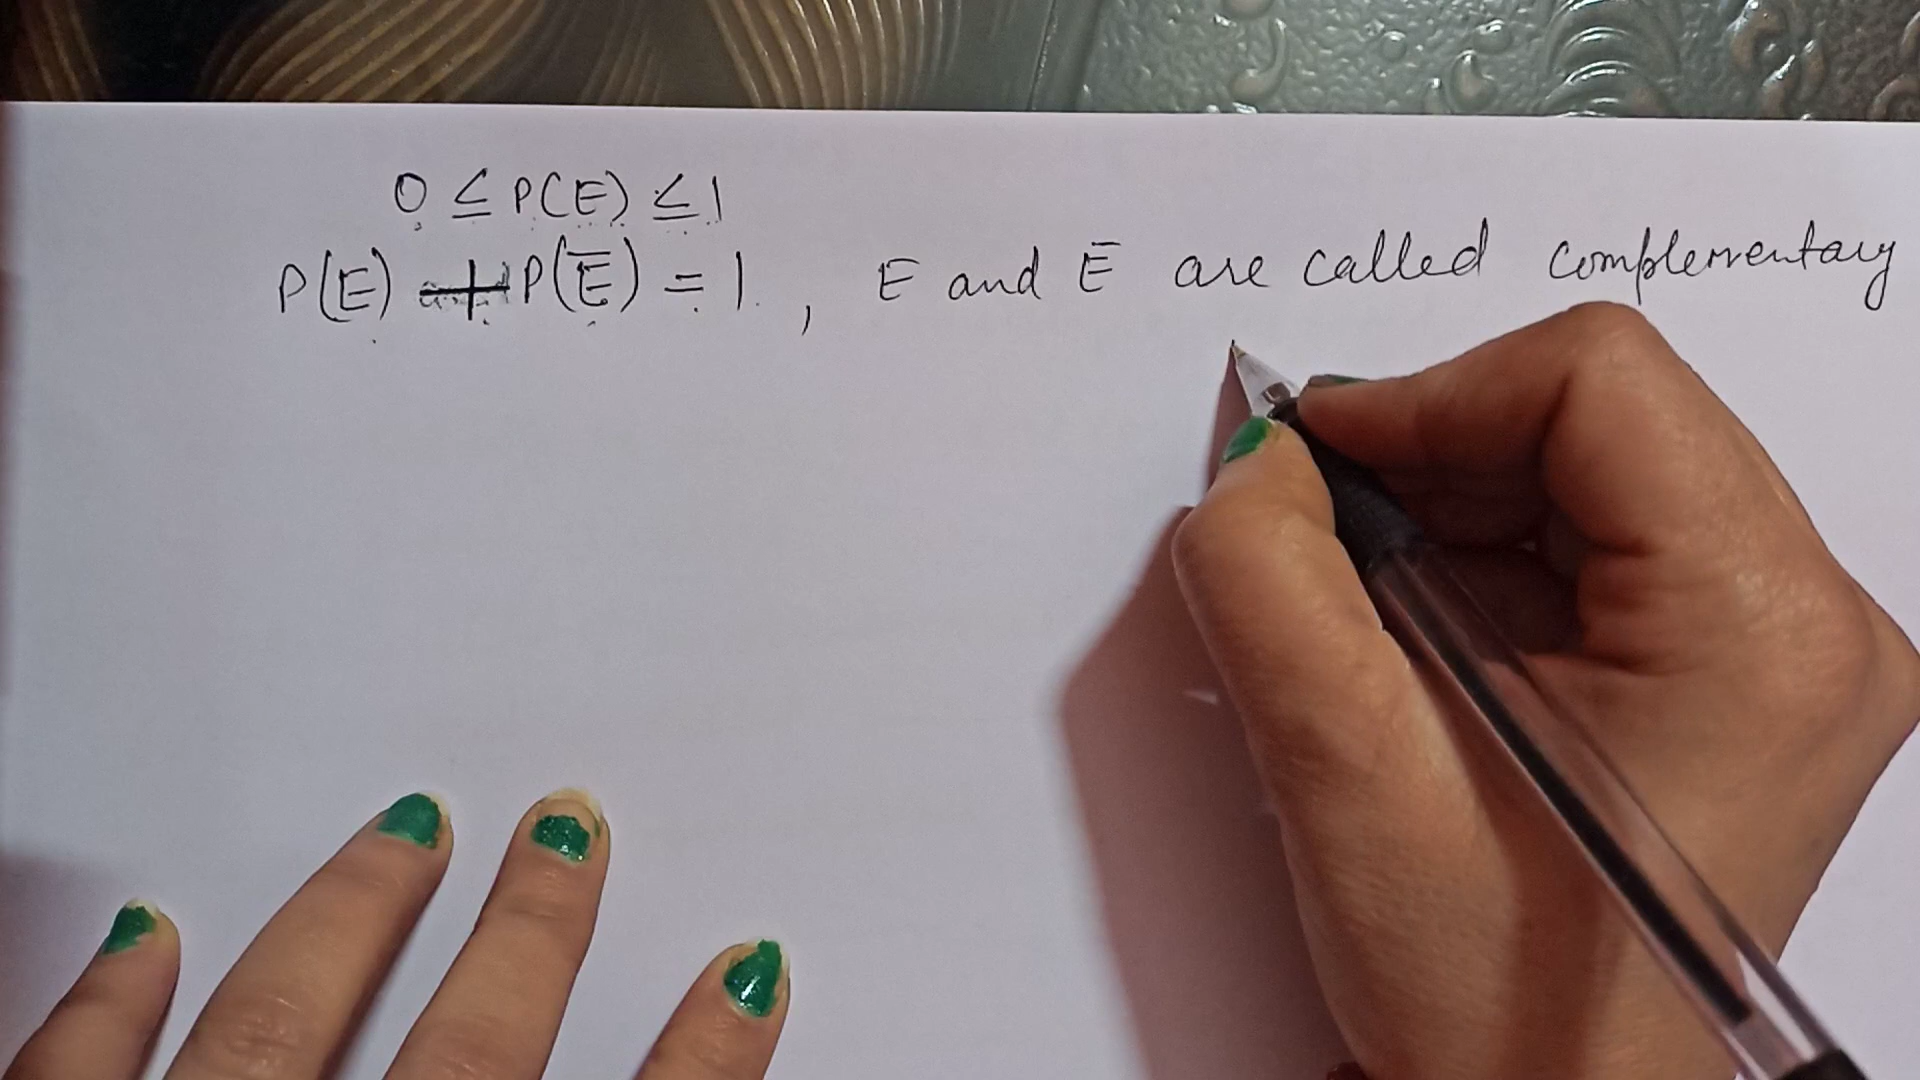 0 ≤ P(E) ≤ 1
P(E) + P(Ē) = 1 , E and Ē are called complementary